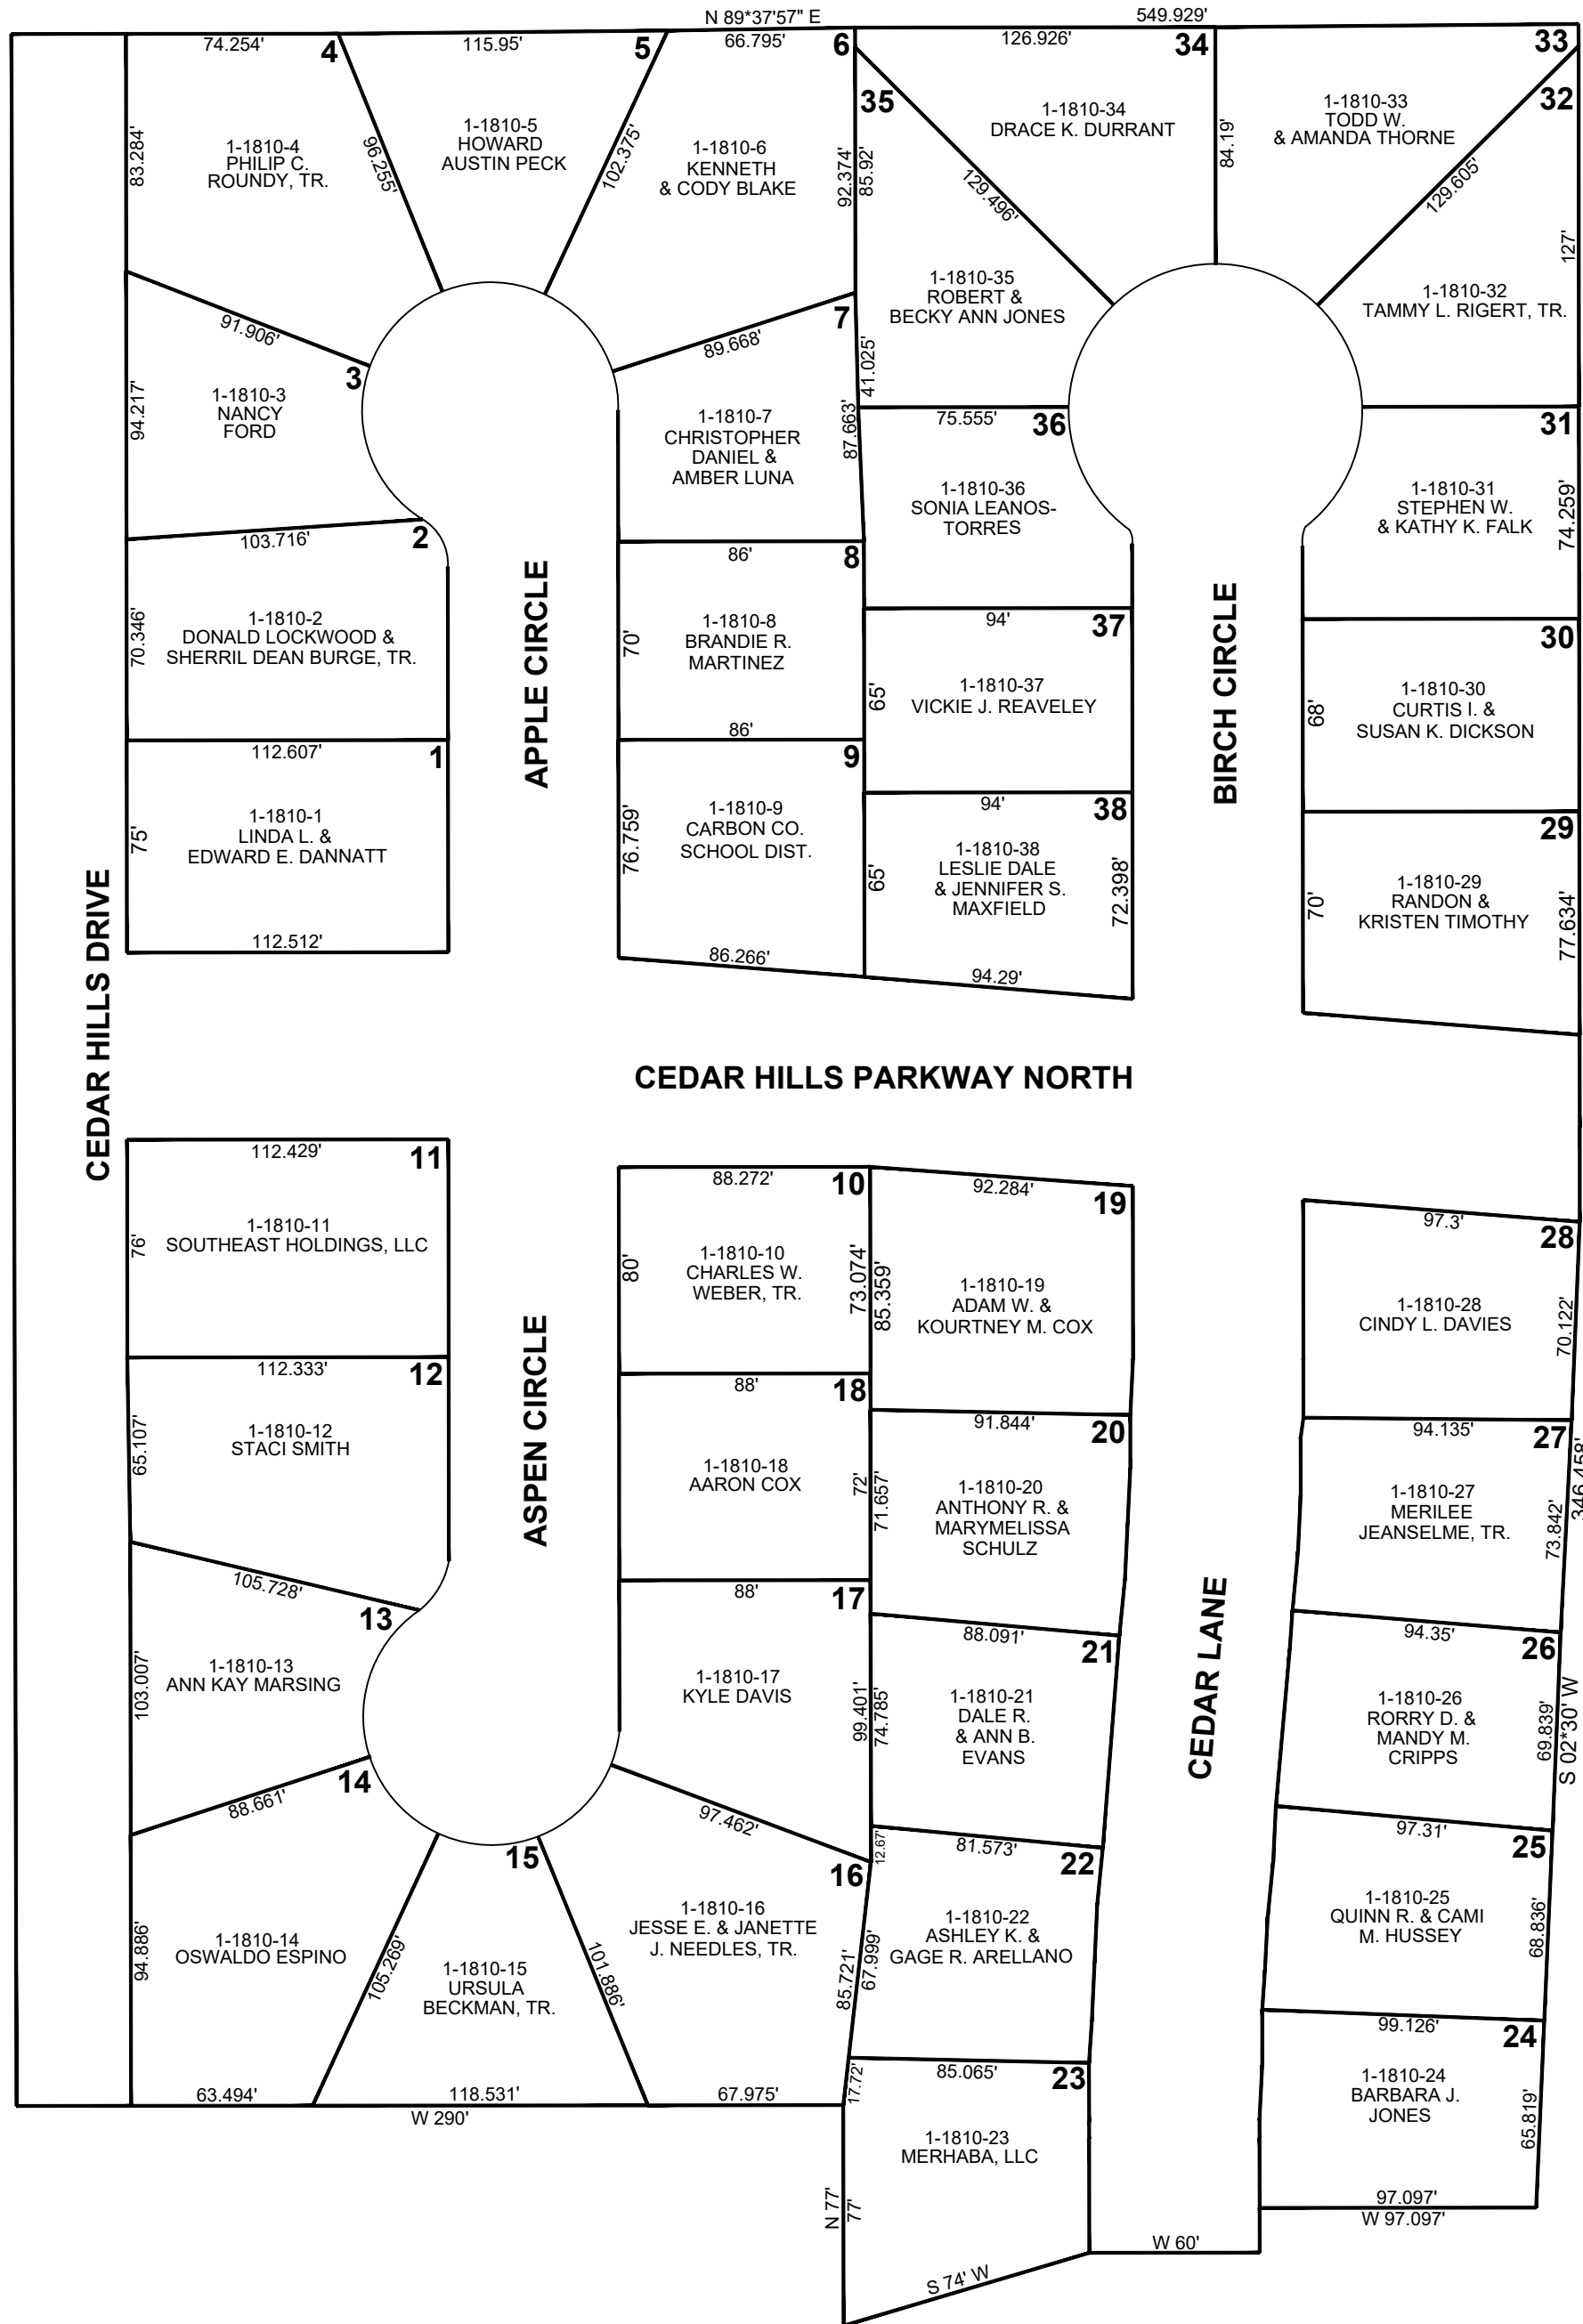 N 89*37'57" E
549.929'
74.254'
4
115.95'
5
66.795'
6
126.926'
34
33
83.284'
1-1810-4
PHILIP C.
ROUNDY, TR.
96.255'
1-1810-5
HOWARD
AUSTIN PECK
102.375'
1-1810-6
KENNETH
& CODY BLAKE
92.374'
85.92'
35
129.496'
1-1810-34
DRACE K. DURRANT
84.19'
1-1810-33
TODD W.
& AMANDA THORNE
129.605'
32
127'
1-1810-35
ROBERT &
BECKY ANN JONES
1-1810-32
TAMMY L. RIGERT, TR.
91.906'
3
94.217'
1-1810-3
NANCY
FORD
89.668'
7
41.025'
87.663'
1-1810-7
CHRISTOPHER
DANIEL &
AMBER LUNA
75.555'
36
1-1810-36
SONIA LEANOS-
TORRES
31
1-1810-31
STEPHEN W.
& KATHY K. FALK
74.259'
103.716'
2
70.346'
1-1810-2
DONALD LOCKWOOD &
SHERRIL DEAN BURGE, TR.
APPLE CIRCLE
86'
8
70'
1-1810-8
BRANDIE R.
MARTINEZ
94'
37
65'
1-1810-37
VICKIE J. REAVELEY
BIRCH CIRCLE
30
68'
1-1810-30
CURTIS I. &
SUSAN K. DICKSON
112.607'
1
75'
1-1810-1
LINDA L. &
EDWARD E. DANNATT
112.512'
86'
9
76.759'
1-1810-9
CARBON CO.
SCHOOL DIST.
86.266'
94'
38
65'
1-1810-38
LESLIE DALE
& JENNIFER S.
MAXFIELD
72.398'
94.29'
29
70'
1-1810-29
RANDON &
KRISTEN TIMOTHY
77.634'
CEDAR HILLS DRIVE
CEDAR HILLS PARKWAY NORTH
112.429'
11
76'
1-1810-11
SOUTHEAST HOLDINGS, LLC
88.272'
10
80'
1-1810-10
CHARLES W.
WEBER, TR.
73.074'
85.359'
92.284'
19
1-1810-19
ADAM W. &
KOURTNEY M. COX
97.3'
28
1-1810-28
CINDY L. DAVIES
70.122'
112.333'
12
65.107'
1-1810-12
STACI SMITH
ASPEN CIRCLE
88'
18
1-1810-18
AARON COX
72'
71.657'
91.844'
20
1-1810-20
ANTHONY R. &
MARYMELISSA
SCHULZ
94.135'
27
346.458'
1-1810-27
MERILEE
JEANSELME, TR.
73.842'
105.728'
13
103.007'
1-1810-13
ANN KAY MARSING
88'
17
1-1810-17
KYLE DAVIS
99.401'
74.785'
88.091'
21
1-1810-21
DALE R.
& ANN B.
EVANS
CEDAR LANE
94.35'
26
1-1810-26
RORRY D. &
MANDY M.
CRIPPS
69.839'
S 02*30' W
88.661'
14
94.886'
1-1810-14
OSWALDO ESPINO
105.269'
15
1-1810-15
URSULA
BECKMAN, TR.
101.886'
97.462'
16
1-1810-16
JESSE E. & JANETTE
J. NEEDLES, TR.
85.721'
12.67'
81.573'
22
67.999'
1-1810-22
ASHLEY K. &
GAGE R. ARELLANO
97.31'
25
1-1810-25
QUINN R. & CAMI
M. HUSSEY
68.836'
63.494'
118.531'
67.975'
W 290'
17.72'
85.065'
23
1-1810-23
MERHABA, LLC
N 77'
77'
S 74' W
W 60'
99.126'
24
1-1810-24
BARBARA J.
JONES
65.819'
97.097'
W 97.097'